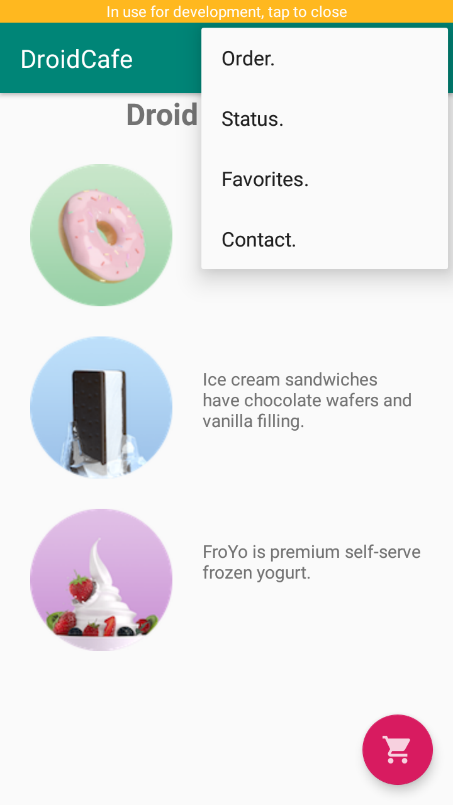 In use for development, tap to close
DroidCafe
Order.
Droid
Status.
Favorites.
Contact.
Ice cream sandwiches
have chocolate wafers and
vanilla filling.
FroYo is premium self-serve
frozen yogurt.